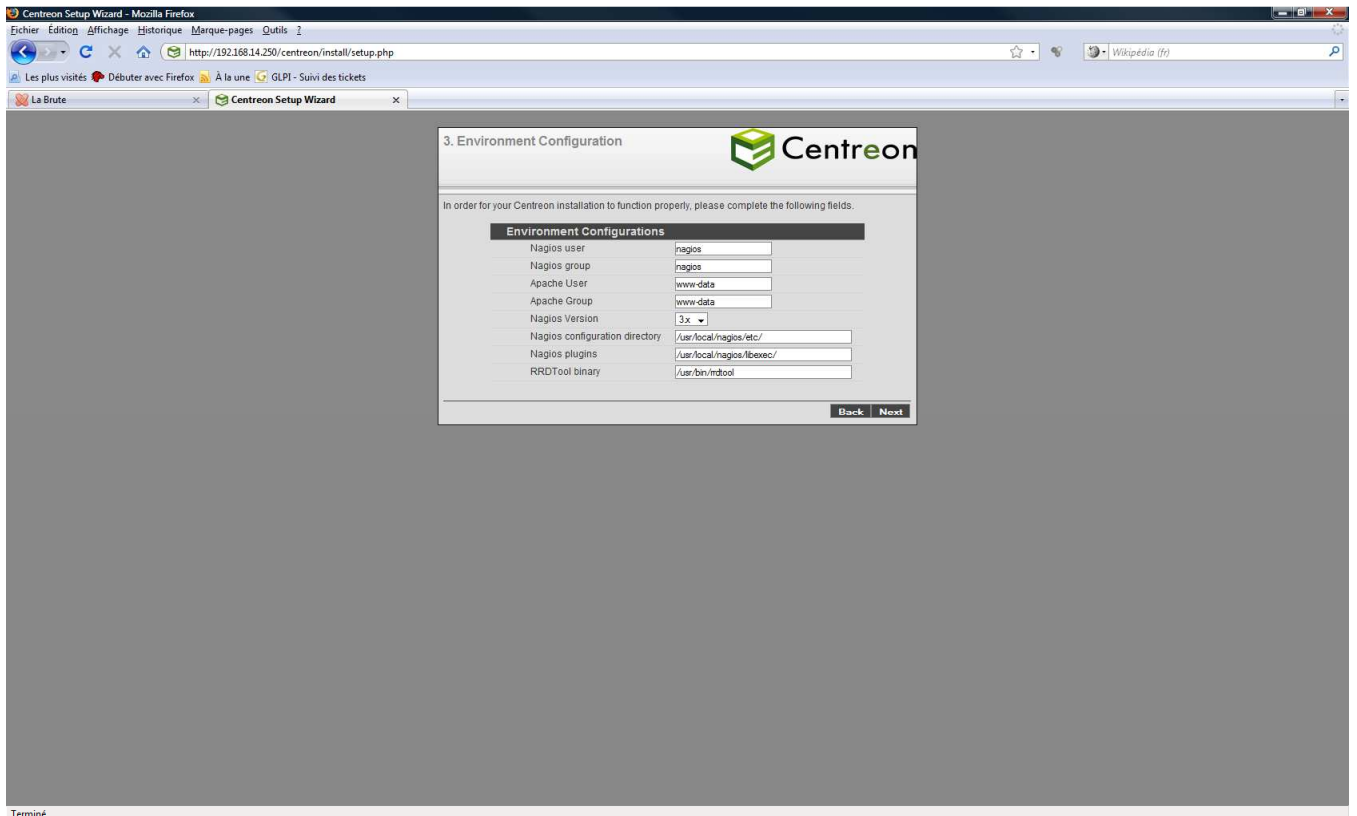 Centreon Setup Wizard - Mozilla Firefox
Fichier Édition Affichage Historique Marque-pages Outils ?
http://192.168.14.250/centreon/install/setup.php
Wikipédia (fr)
Les plus visités Débuter avec Firefox À la une GLPI - Suivi des tickets
La Brute
Centreon Setup Wizard
3. Environment Configuration
Centreon
In order for your Centreon installation to function properly, please complete the following fields.
Environment Configurations
Nagios user nagios
Nagios group nagios
Apache User www-data
Apache Group www-data
Nagios Version 3.x
Nagios configuration directory /usr/local/nagios/etc/
Nagios plugins /usr/local/nagios/libexec/
RRDTool binary /usr/bin/rrdtool
Back Next
Terminé